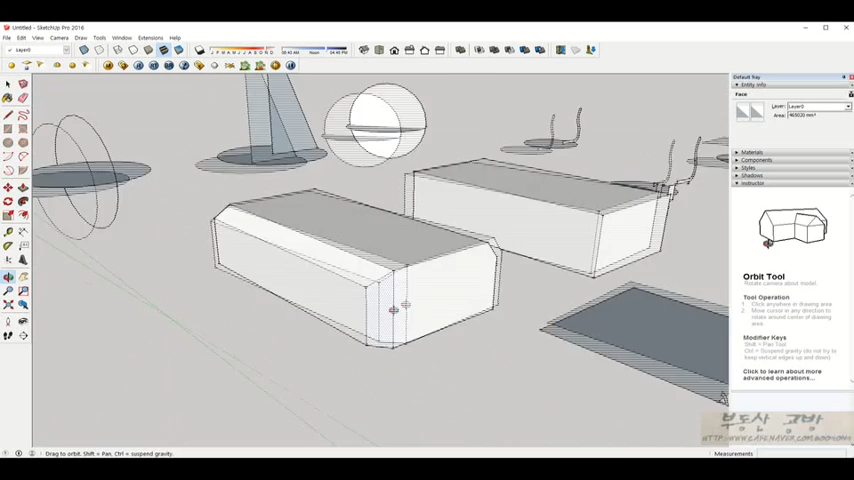 Untitled - SketchUp Pro 2016
File Edit View Camera Draw Tools Window Extensions Help
Layer0
J F M A M J J A S O N D
06:43 AM Noon 04:45 PM
Default Tray
Entity Info
Face
Layer: Layer0
Area: 465020 mm²
Materials
Components
Styles
Shadows
Instructor
Orbit Tool
Tool Operation
1. Click anywhere in drawing area
2. Move cursor in any direction to rotate around center of drawing area.
Modifier Keys
Shift = Pan Tool
Ctrl = Suspend gravity (do not try to keep vertical edges up and down)
Click to learn about more advanced operations...
부동산 공방
Drag to orbit. Shift = Pan, Ctrl = suspend gravity.
Measurements